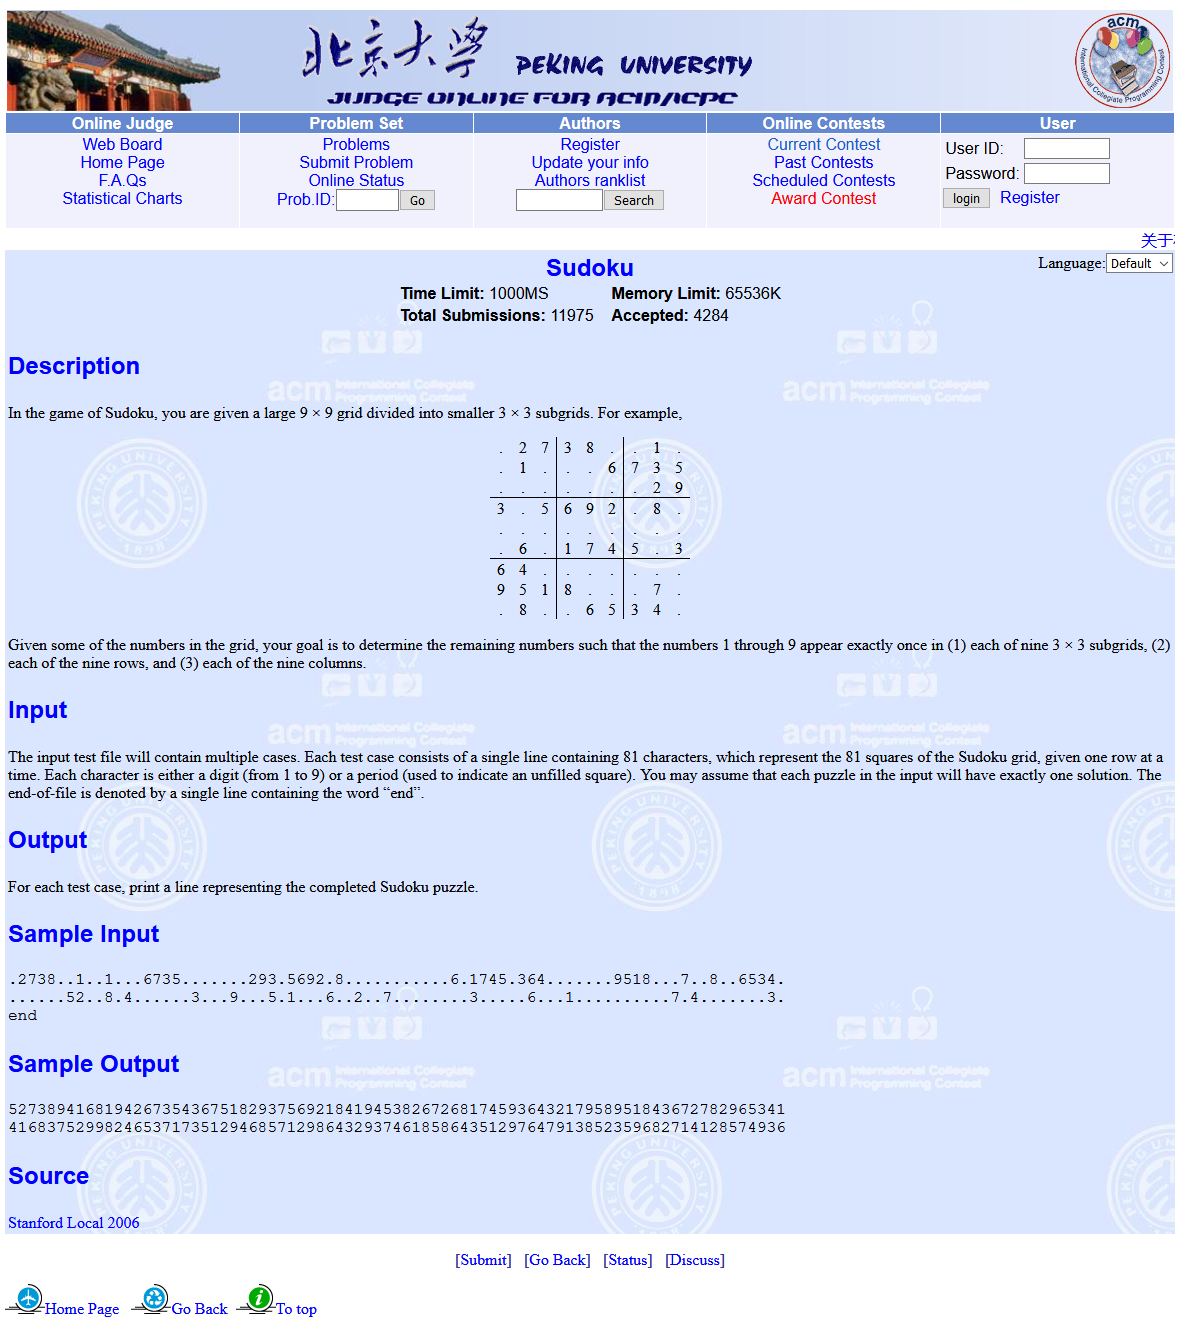 北京大学 PEKING UNIVERSITY
acm
International Collegiate Programming Contest
JUDGE ONLINE FOR ACM/ICPC
Online Judge Problem Set Authors Online Contests User
Web Board Problems Register Current Contest User ID:
Home Page Submit Problem Update your info Past Contests Password:
F.A.Qs Online Status Authors ranklist Scheduled Contests login Register
Statistical Charts Prob.ID: Go Search Award Contest
关于
Language: Default
Sudoku
Time Limit: 1000MS Memory Limit: 65536K
Total Submissions: 11975 Accepted: 4284
Description
In the game of Sudoku, you are given a large 9 × 9 grid divided into smaller 3 × 3 subgrids. For example,
. 2 7 3 8 . . 1 .
. 1 . . . 6 7 3 5
. . . . . . . 2 9
3 . 5 6 9 2 . 8 .
. . . . . . . . .
. 6 . 1 7 4 5 . 3
6 4 . . . . . . .
9 5 1 8 . . . 7 .
. 8 . . 6 5 3 4 .
Given some of the numbers in the grid, your goal is to determine the remaining numbers such that the numbers 1 through 9 appear exactly once in (1) each of nine 3 × 3 subgrids, (2)
each of the nine rows, and (3) each of the nine columns.
Input
The input test file will contain multiple cases. Each test case consists of a single line containing 81 characters, which represent the 81 squares of the Sudoku grid, given one row at a
time. Each character is either a digit (from 1 to 9) or a period (used to indicate an unfilled square). You may assume that each puzzle in the input will have exactly one solution. The
end-of-file is denoted by a single line containing the word “end”.
Output
For each test case, print a line representing the completed Sudoku puzzle.
Sample Input
.2738..1..1...6735.......293.5692.8...........6.1745.364.......9518...7..8..6534.
......52..8.4......3...9...5.1...6..2..7........3.....6...1..........7.4.......3.
end
Sample Output
527389416819426735436751829375692184194538267268174593643217958951843672782965341
416837529982465371735129468571298643293746185864351297647913852359682714128574936
Source
Stanford Local 2006
[Submit] [Go Back] [Status] [Discuss]
Home Page Go Back To top